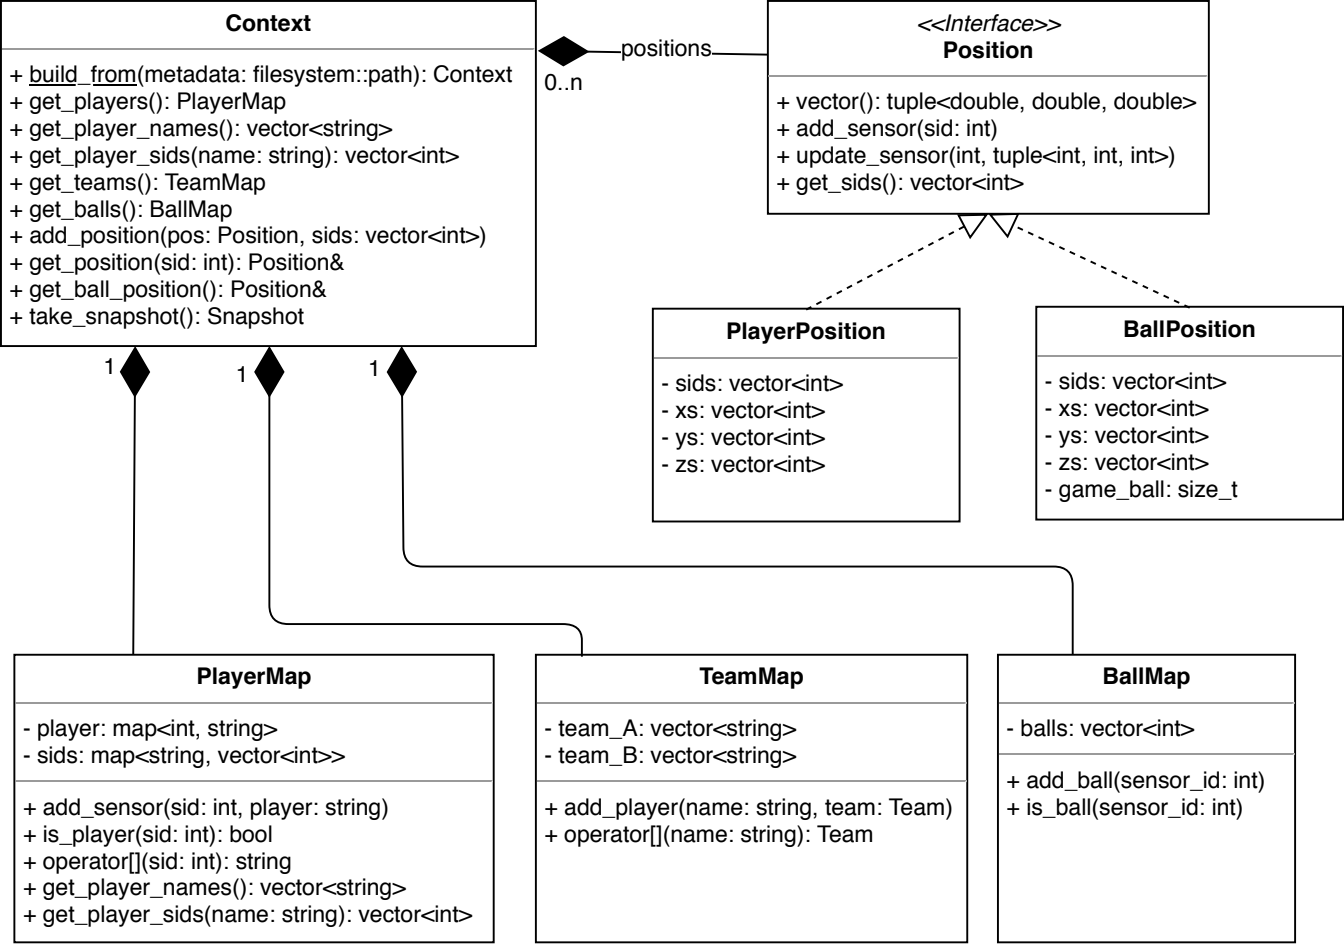 Context
+ build_from(metadata: filesystem::path): Context
+ get_players(): PlayerMap
+ get_player_names(): vector<string>
+ get_player_sids(name: string): vector<int>
+ get_teams(): TeamMap
+ get_balls(): BallMap
+ add_position(pos: Position, sids: vector<int>)
+ get_position(sid: int): Position&
+ get_ball_position(): Position&
+ take_snapshot(): Snapshot
positions
0..n
<<Interface>>
Position
+ vector(): tuple<double, double, double>
+ add_sensor(sid: int)
+ update_sensor(int, tuple<int, int, int>)
+ get_sids(): vector<int>
PlayerPosition
- sids: vector<int>
- xs: vector<int>
- ys: vector<int>
- zs: vector<int>
BallPosition
- sids: vector<int>
- xs: vector<int>
- ys: vector<int>
- zs: vector<int>
- game_ball: size_t
1
1
1
PlayerMap
- player: map<int, string>
- sids: map<string, vector<int>>
+ add_sensor(sid: int, player: string)
+ is_player(sid: int): bool
+ operator[](sid: int): string
+ get_player_names(): vector<string>
+ get_player_sids(name: string): vector<int>
TeamMap
- team_A: vector<string>
- team_B: vector<string>
+ add_player(name: string, team: Team)
+ operator[](name: string): Team
BallMap
- balls: vector<int>
+ add_ball(sensor_id: int)
+ is_ball(sensor_id: int)